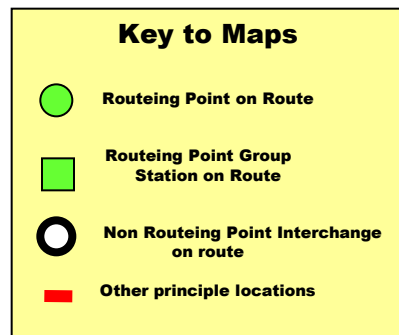 Key to Maps
Routeing Point on Route
Routeing Point Group
Station on Route
Non Routeing Point Interchange
on route
Other principle locations